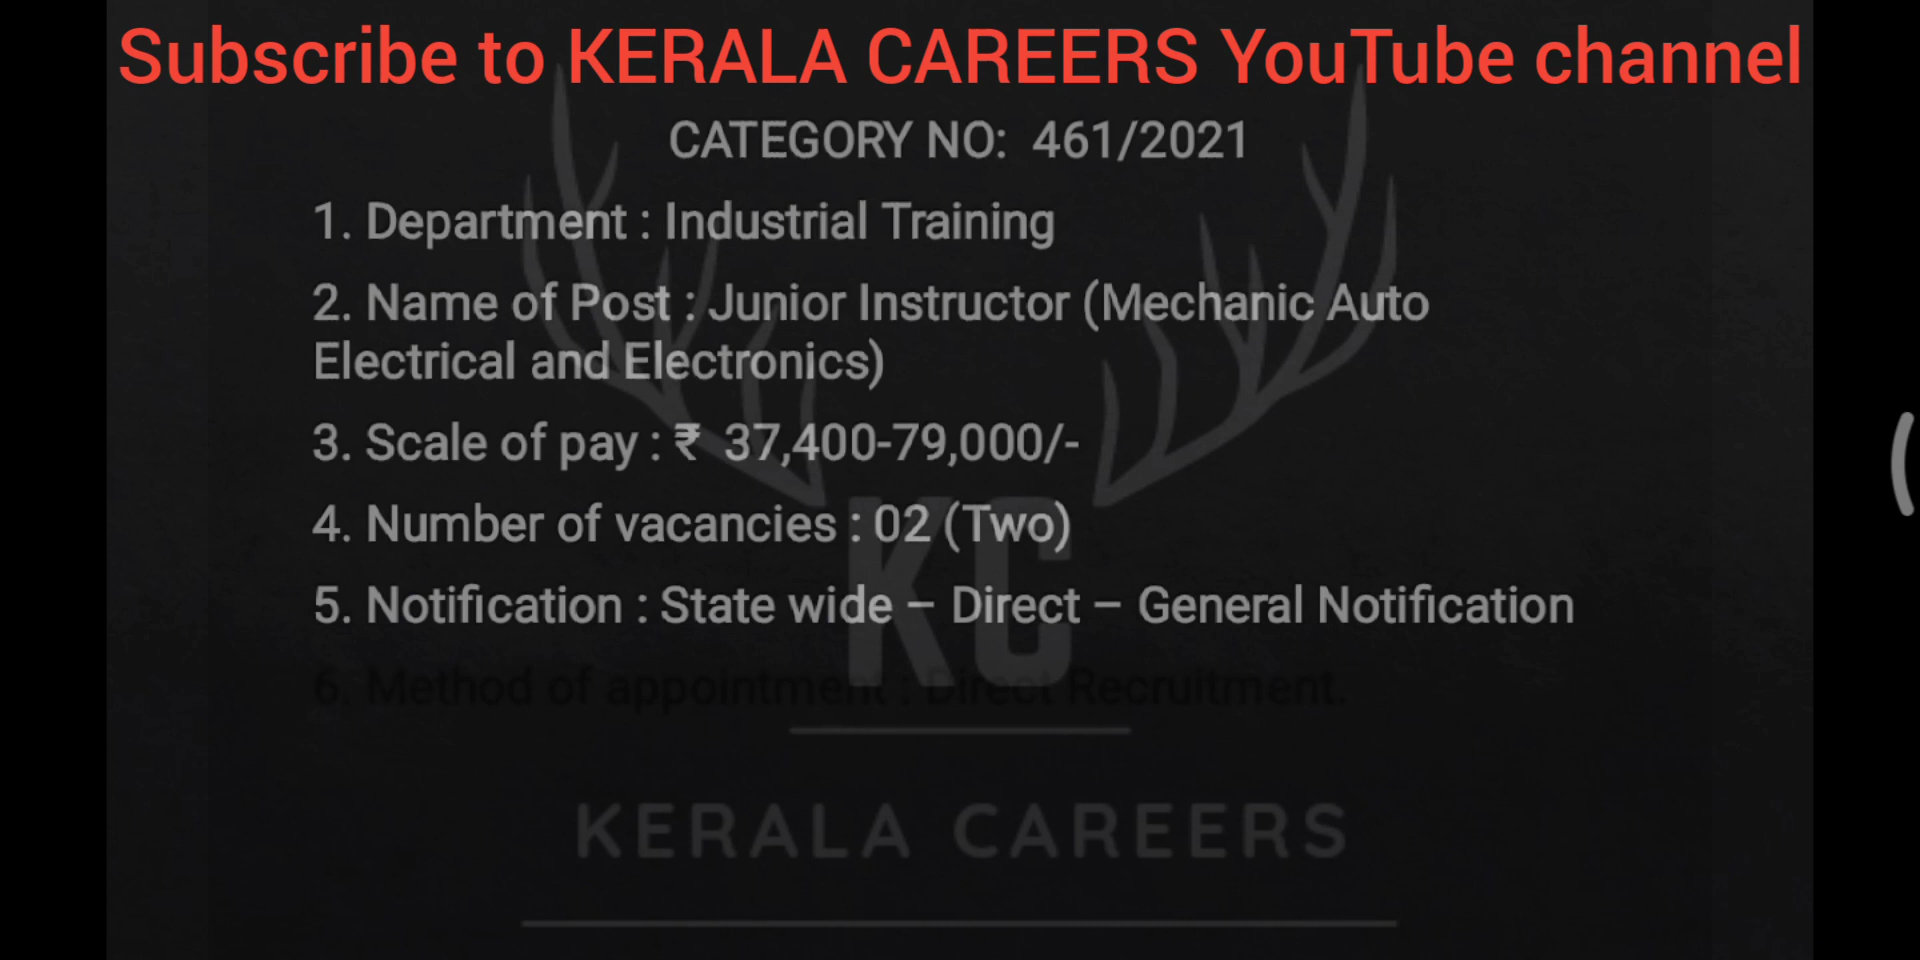 Subscribe to KERALA CAREERS YouTube channel
CATEGORY NO: 461/2021
1. Department : Industrial Training
2. Name of Post : Junior Instructor (Mechanic Auto
Electrical and Electronics)
3. Scale of pay : ₹ 37,400-79,000/-
4. Number of vacancies : 02 (Two)
5. Notification : State wide – Direct – General Notification
6. Method of appointment : Direct Recruitment.
KC
KERALA CAREERS